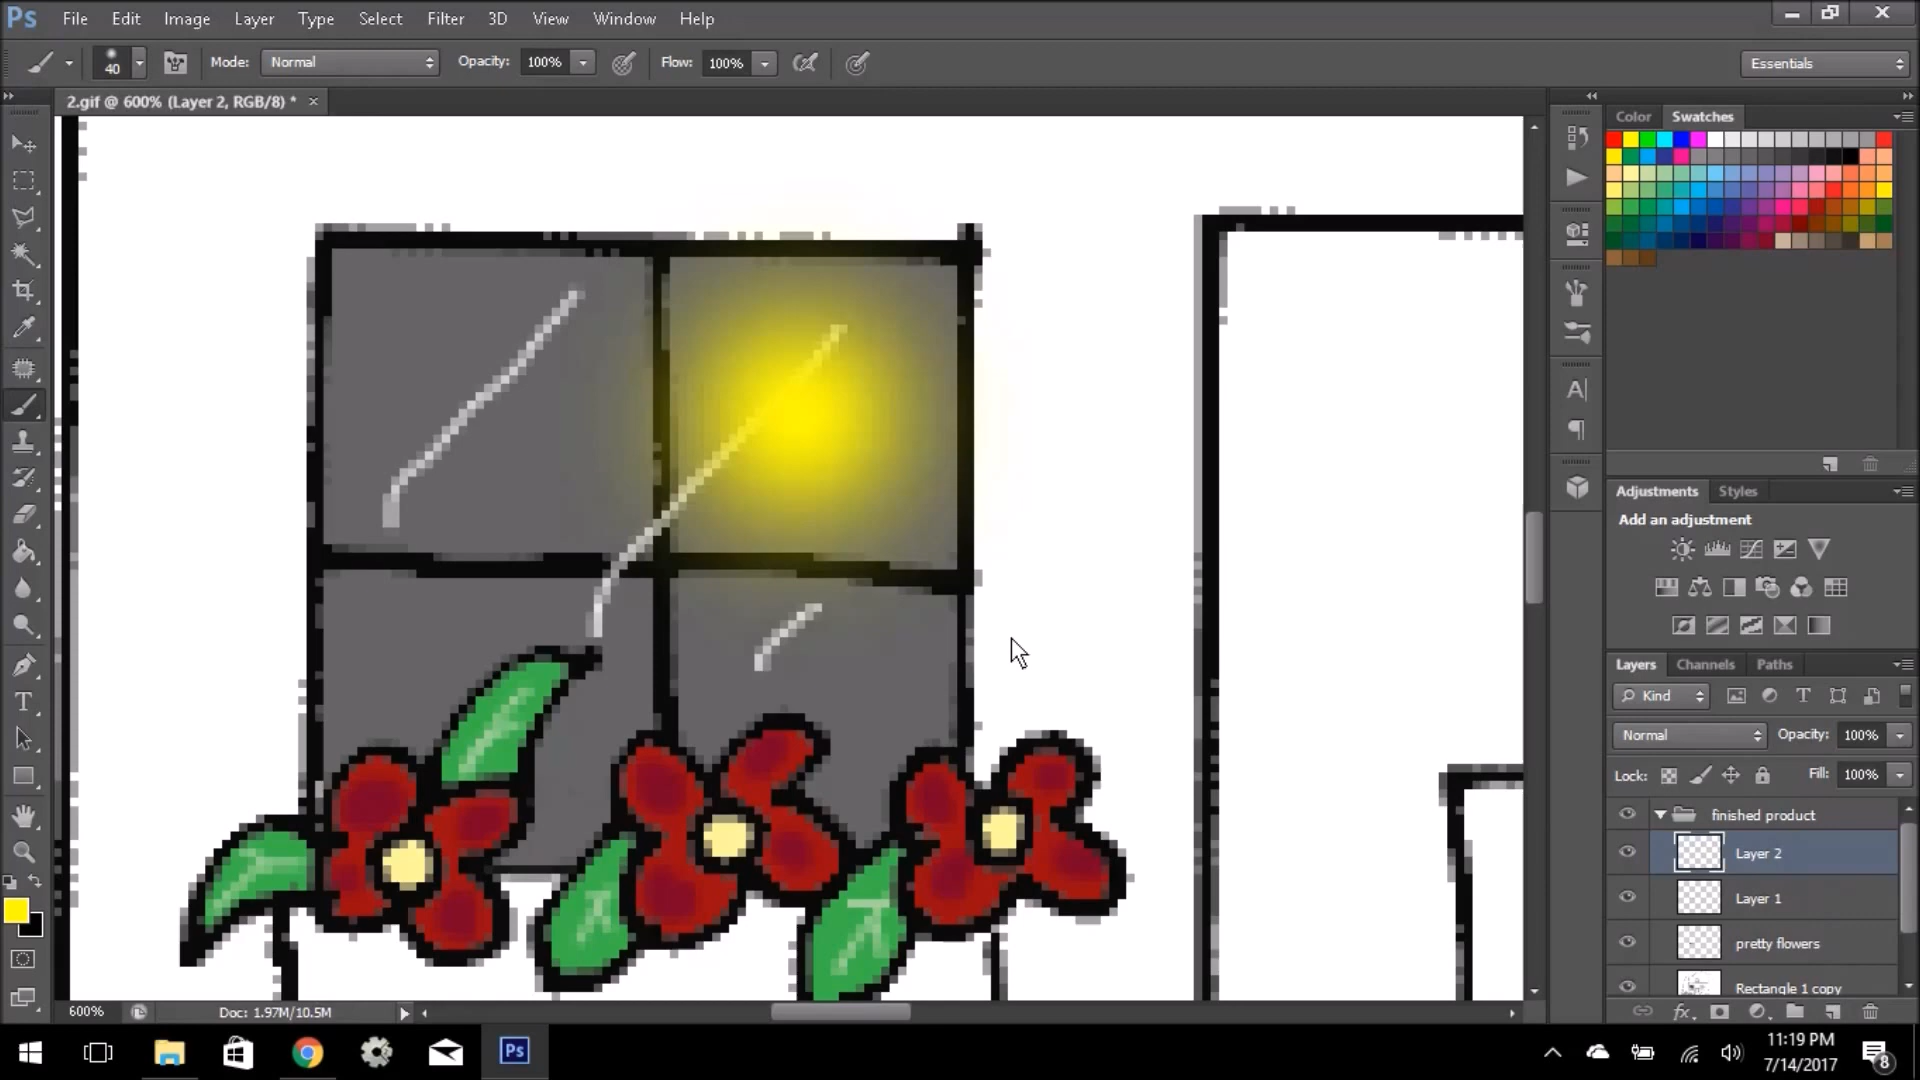 Ps File Edit Image Layer Type Select Filter 3D View Window Help
40 Mode: Normal Opacity: 100% Flow: 100% Essentials
2.gif @ 600% (Layer 2, RGB/8) * ×
Color Swatches
Adjustments Styles
Add an adjustment
Layers Channels Paths
Kind
Normal Opacity: 100%
Lock: Fill: 100%
finished product
Layer 2
Layer 1
pretty flowers
Rectangle 1 copy
600% Doc: 1.97M/10.5M
Ps
11:19 PM
7/14/2017
8